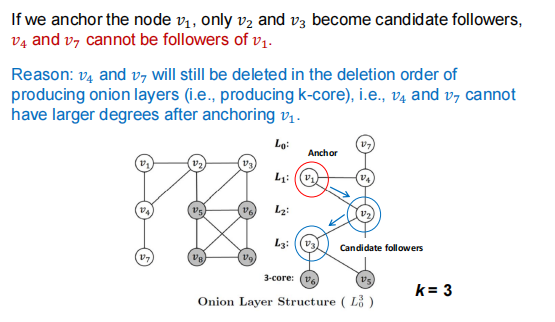 If we anchor the node v₁, only v₂ and v₃ become candidate followers,
v₄ and v₇ cannot be followers of v₁.
Reason: v₄ and v₇ will still be deleted in the deletion order of
producing onion layers (i.e., producing k-core), i.e., v₄ and v₇ cannot
have larger degrees after anchoring v₁.
v₁ v₂ v₃
v₄ v₅ v₆
v₇ v₈ v₉
L₀: v₇
Anchor
L₁: v₁ v₄
L₂: v₂
L₃: v₃ Candidate followers
3-core: v₆ v₅
k= 3
Onion Layer Structure ( L₀³ )